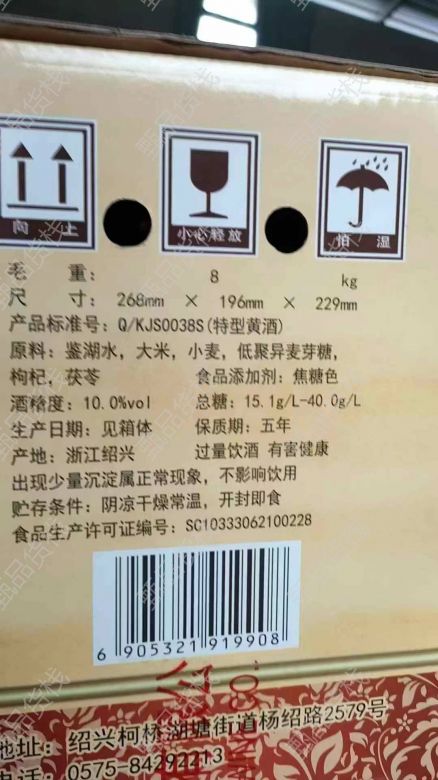 向 上
小心轻放
怕 湿
毛 重: 8 kg
尺 寸: 268mm × 196mm × 229mm
产品标准号: Q/KJS0038S(特型黄酒)
原料: 鉴湖水, 大米, 小麦, 低聚异麦芽糖,
枸杞, 茯苓 食品添加剂: 焦糖色
酒精度: 10.0%vol 总糖: 15.1g/L-40.0g/L
生产日期: 见箱体 保质期: 五年
产地: 浙江绍兴 过量饮酒 有害健康
出现少量沉淀属正常现象, 不影响饮用
贮存条件: 阴凉干燥常温, 开封即食
食品生产许可证编号: SC10333062100228
6 905321 919908
地址: 绍兴柯桥湖塘街道杨绍路2579号
电话: 0575-84292213